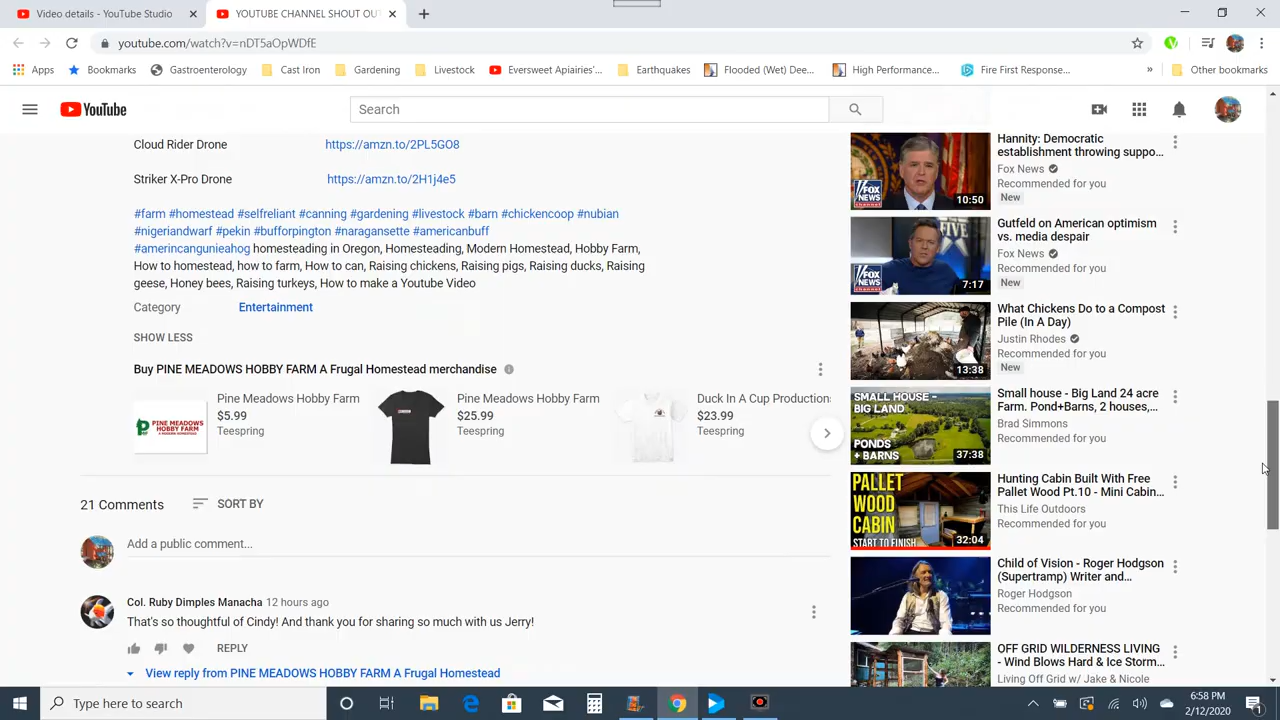 Video details - YouTube Studio
YOUTUBE CHANNEL SHOUT OU
youtube.com/watch?v=nDT5aOpWDfE
Apps
Bookmarks
Gastroenterology
Cast Iron
Gardening
Livestock
Eversweet Apiairies'...
Earthquakes
Flooded (Wet) Dee...
High Performance...
Fire First Response...
»
Other bookmarks
YouTube
Search
Cloud Rider Drone https://amzn.to/2PL5GO8
Striker X-Pro Drone https://amzn.to/2H1j4e5
#farm #homestead #selfreliant #canning #gardening #livestock #barn #chickencoop #nubian
#nigeriandwarf #pekin #bufforpington #naragansette #americanbuff
#amerincangunieahog homesteading in Oregon, Homesteading, Modern Homestead, Hobby Farm,
How to homestead, how to farm, How to can, Raising chickens, Raising pigs, Raising ducks, Raising
geese, Honey bees, Raising turkeys, How to make a Youtube Video
Category Entertainment
SHOW LESS
Buy PINE MEADOWS HOBBY FARM A Frugal Homestead merchandise
PINE MEADOWS
HOBBY FARM
Pine Meadows Hobby Farm
$5.99
Teespring
Pine Meadows Hobby Farm
$25.99
Teespring
Duck In A Cup Production
$23.99
Teespring
21 Comments
SORT BY
Add a public comment...
Col. Ruby Dimples Manacha 12 hours ago
That's so thoughtful of Cindy! And thank you for sharing so much with us Jerry!
REPLY
View reply from PINE MEADOWS HOBBY FARM A Frugal Homestead
FOX
NEWS
channel
10:50
Hannity: Democratic
establishment throwing suppo...
Fox News
Recommended for you
New
FOX
NEWS
channel
7:17
Gutfeld on American optimism
vs. media despair
Fox News
Recommended for you
New
13:38
What Chickens Do to a Compost
Pile (In A Day)
Justin Rhodes
Recommended for you
New
SMALL HOUSE -
BIG LAND
PONDS
+ BARNS
37:38
Small house - Big Land 24 acre
Farm. Pond+Barns, 2 houses,...
Brad Simmons
Recommended for you
PALLET
WOOD
CABIN
START TO FINISH
32:04
Hunting Cabin Built With Free
Pallet Wood Pt.10 - Mini Cabin...
This Life Outdoors
Recommended for you
Child of Vision - Roger Hodgson
(Supertramp) Writer and...
Roger Hodgson
Recommended for you
OFF GRID WILDERNESS LIVING
- Wind Blows Hard & Ice Storm...
Living Off Grid w/ Jake & Nicole
Type here to search
6:58 PM
2/12/2020
1